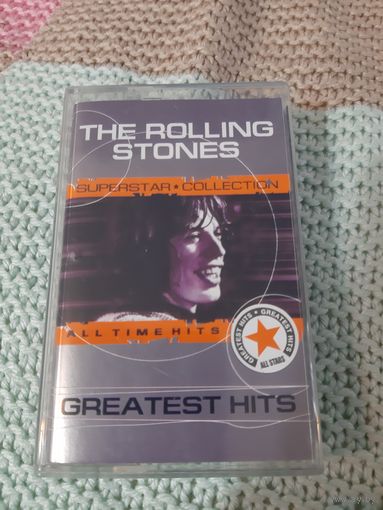 THE ROLLING
STONES
SUPERSTAR ★ COLLECTION
ALL TIME HITS
GREATEST HITS • GREATEST HITS •
ALL STARS
GREATEST HITS